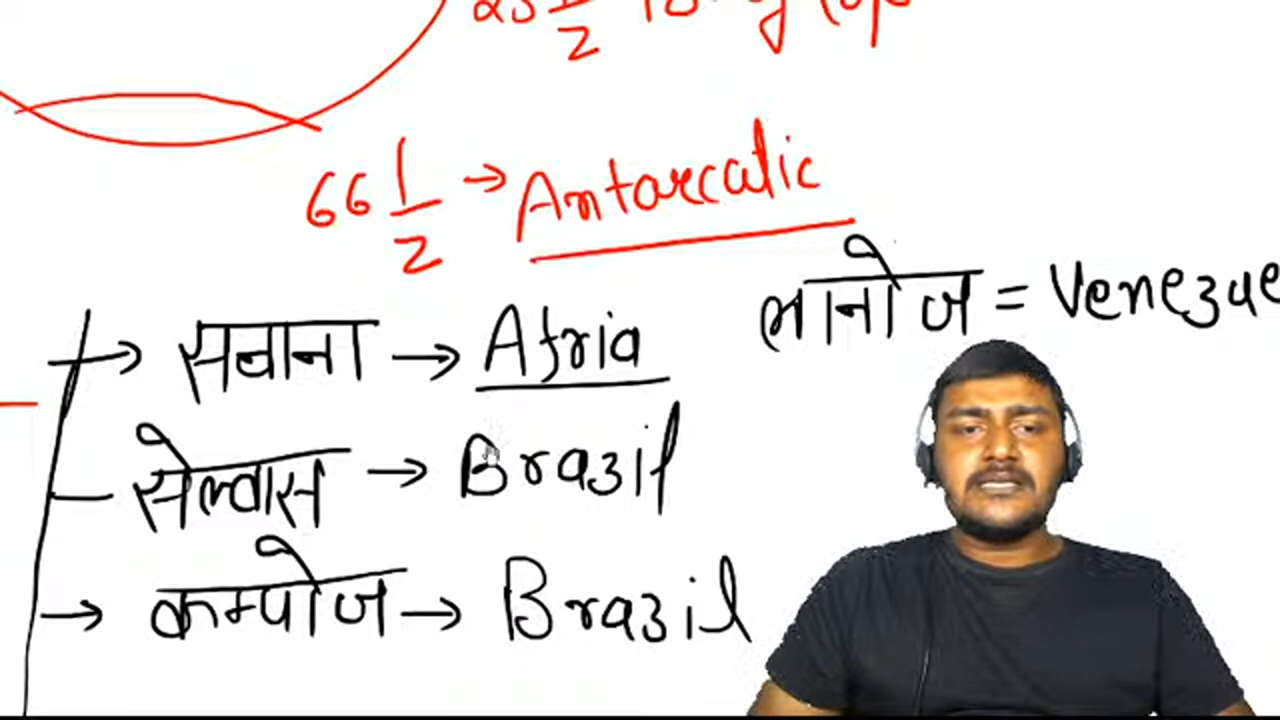 66 1/2 → Antarcatic
लानोज = Venezue
→ सवाना → Afria
सेल्वास → Brazil
→ कम्पोज → Brazil